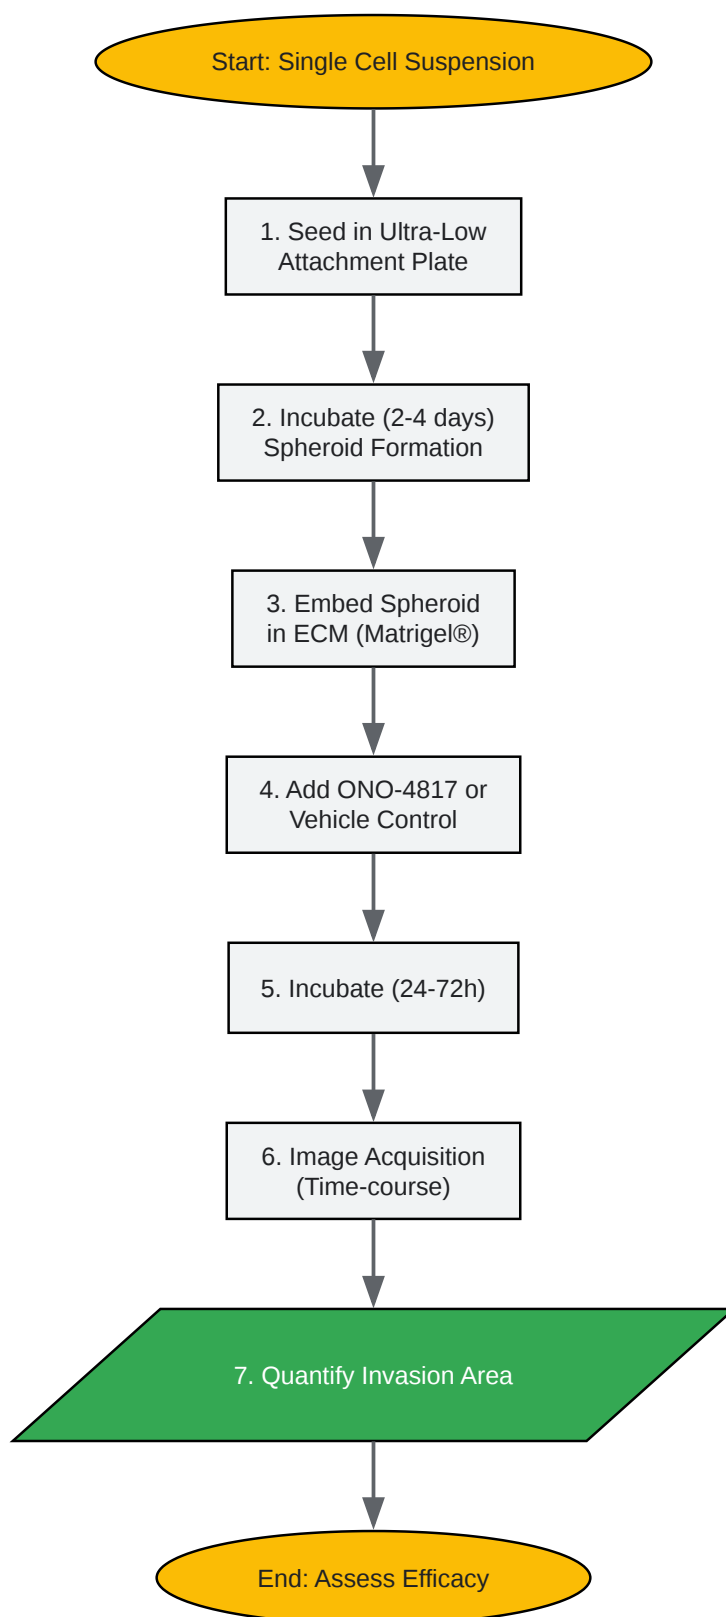 Start: Single Cell Suspension
1. Seed in Ultra-Low
Attachment Plate
2. Incubate (2-4 days)
Spheroid Formation
3. Embed Spheroid
in ECM (Matrigel®)
4. Add ONO-4817 or
Vehicle Control
5. Incubate (24-72h)
6. Image Acquisition
(Time-course)
7. Quantify Invasion Area
End: Assess Efficacy